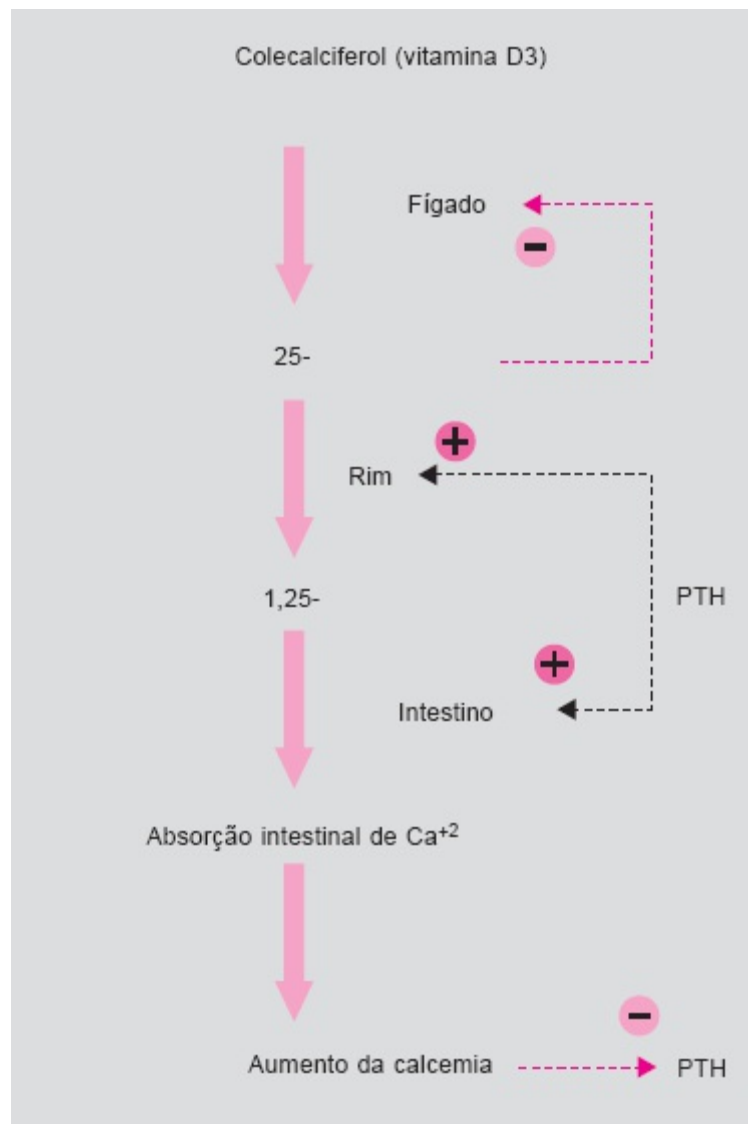 Colecalciferol (vitamina D3)
Fígado
−
25-
+
Rim
1,25-
PTH
+
Intestino
Absorção intestinal de Ca⁺²
−
Aumento da calcemia
PTH